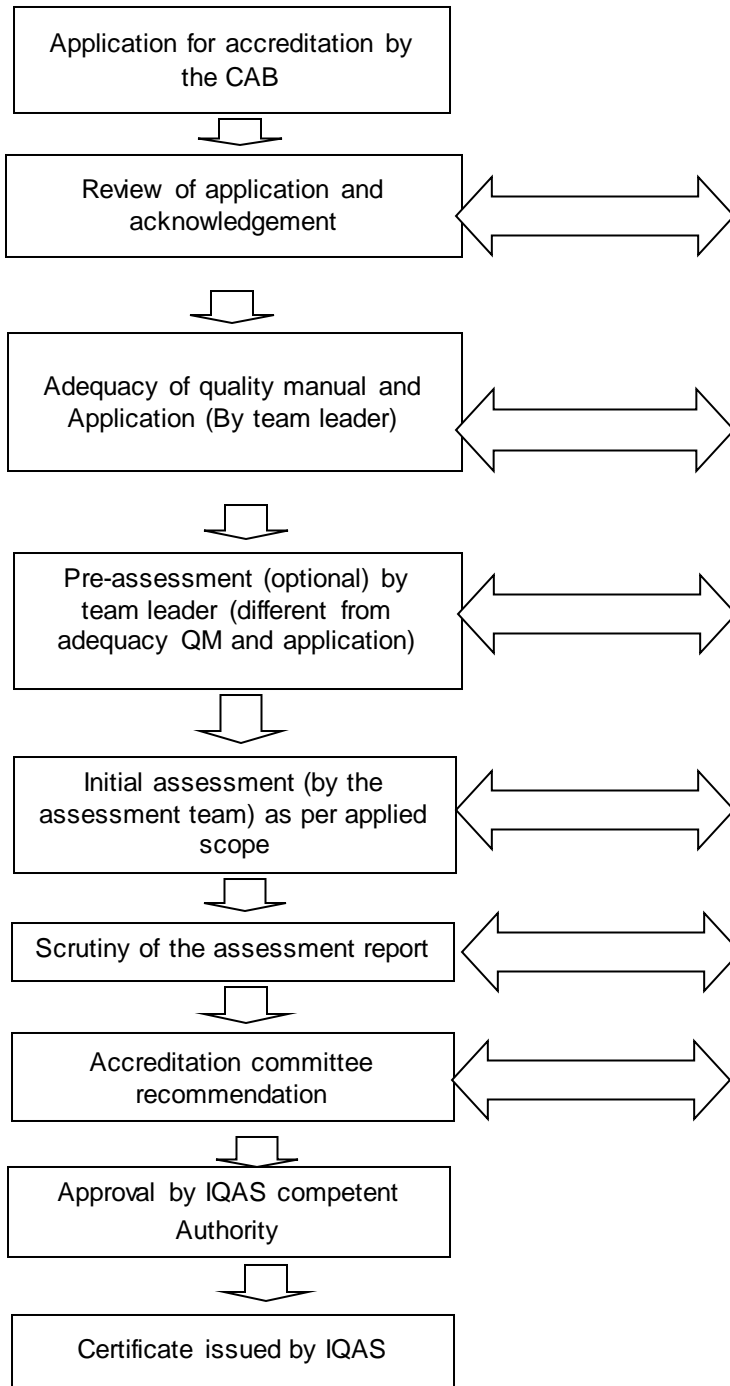 Application for accreditation by
the CAB
Review of application and
acknowledgement
Adequacy of quality manual and
Application (By team leader)
Pre-assessment (optional) by
team leader (different from
adequacy QM and application)
Initial assessment (by the
assessment team) as per applied
scope
Scrutiny of the assessment report
Accreditation committee
recommendation
Approval by IQAS competent
Authority
Certificate issued by IQAS